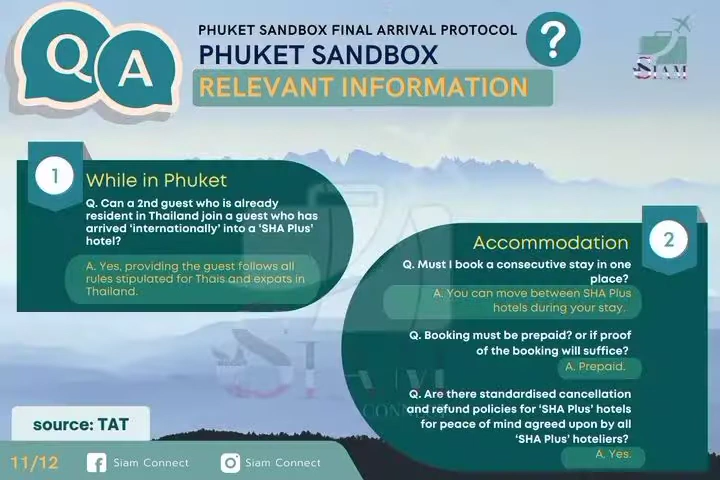 Q
A
PHUKET SANDBOX FINAL ARRIVAL PROTOCOL
PHUKET SANDBOX
RELEVANT INFORMATION
?
SIAM
1
While in Phuket
Q. Can a 2nd guest who is already
resident in Thailand join a guest who has
arrived 'internationally' into a 'SHA Plus'
hotel?
A. Yes, providing the guest follows all
rules stipulated for Thais and expats in
Thailand.
2
Accommodation
Q. Must I book a consecutive stay in one
place?
A. You can move between SHA Plus
hotels during your stay.
Q. Booking must be prepaid? or if proof
of the booking will suffice?
A. Prepaid.
Q. Are there standardised cancellation
and refund policies for 'SHA Plus' hotels
for peace of mind agreed upon by all
'SHA Plus' hoteliers?
A. Yes.
SIAM
CONNECT
source: TAT
11/12
Siam Connect
Siam Connect